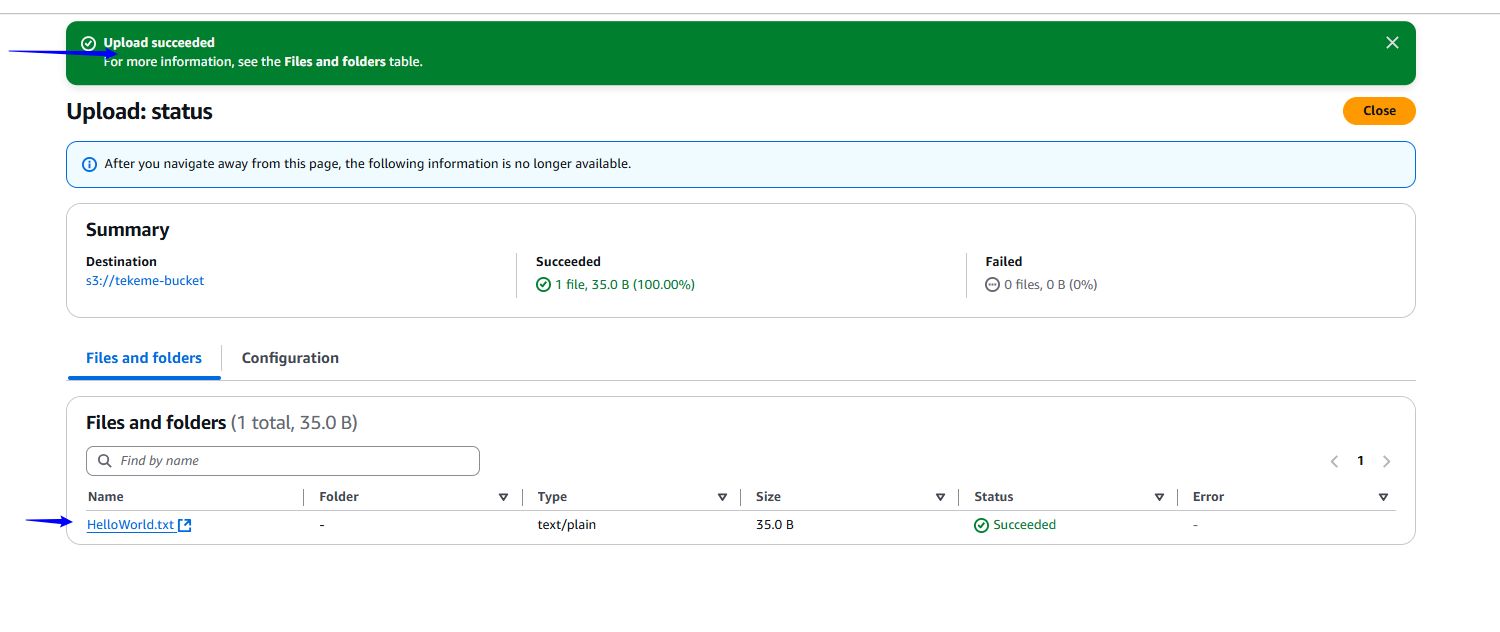 Upload succeeded
For more information, see the Files and folders table.
Upload: status
Close
After you navigate away from this page, the following information is no longer available.
Summary
Destination
s3://tekeme-bucket
Succeeded
1 file, 35.0 B (100.00%)
Failed
0 files, 0 B (0%)
Files and folders
Configuration
Files and folders (1 total, 35.0 B)
Find by name
1
Name Folder Type Size Status Error
HelloWorld.txt - text/plain 35.0 B Succeeded -